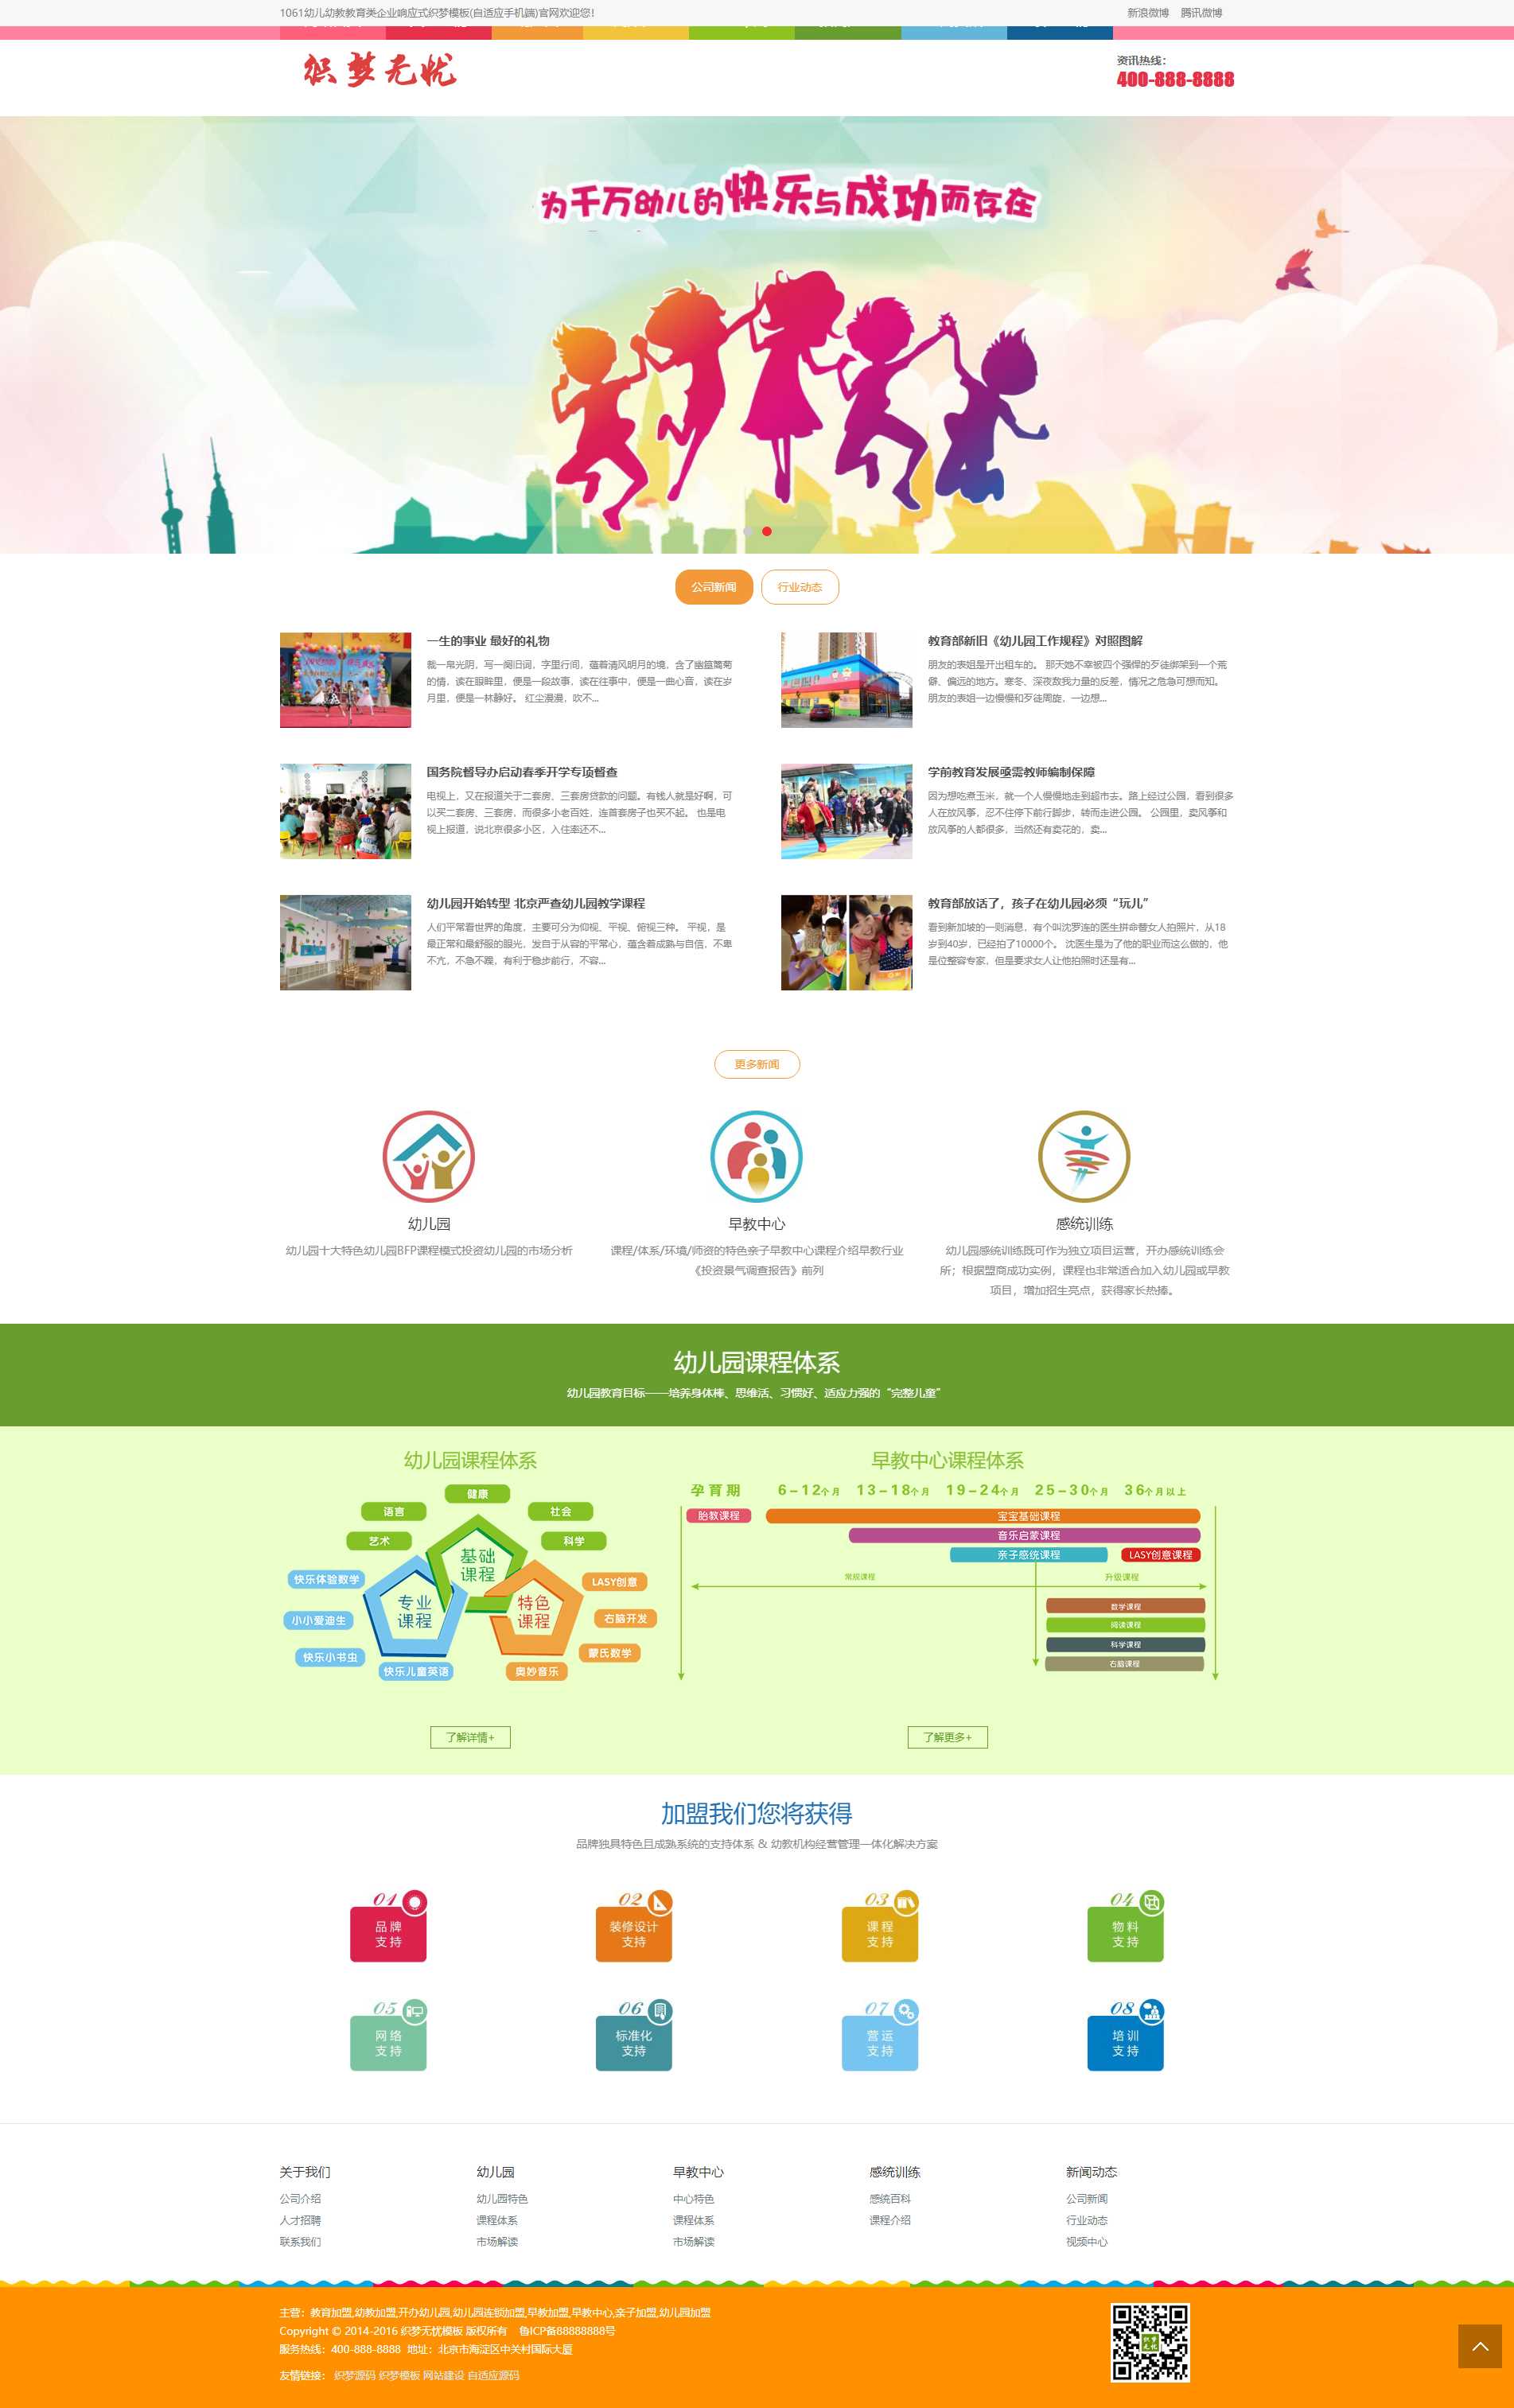 1061幼儿幼教教育类企业响应式织梦模板(自适应手机端)官网欢迎您!
新浪微博 腾讯微博
织梦无忧
资讯热线：
400-888-8888
为千万幼儿的快乐与成功而存在
公司新闻 行业动态
一生的事业 最好的礼物
裁一帛光阴，写一阕旧词，字里行间，蕴着清风明月的境，含了幽篁蒹葭
的情，读在眼眸里，便是一段故事，读在往事中，便是一曲心音，读在岁
月里，便是一林静好。 红尘漫漫，吹不...
教育部新旧《幼儿园工作规程》对照图解
朋友的表姐是开出租车的。 那天她不幸被四个强悍的歹徒绑架到一个荒
僻、偏远的地方。寒冬、深夜敌我力量的反差，情况之危急可想而知。
朋友的表姐一边慢慢和歹徒周旋，一边想...
国务院督导办启动春季开学专项督查
电视上，又在报道关于二套房、三套房贷款的问题。有钱人就是好啊，可
以买二套房、三套房，而很多小老百姓，连首套房子也买不起。 也是电
视上报道，说北京很多小区，入住率还不...
学前教育发展亟需教师编制保障
因为想吃煮玉米，就一个人慢慢地走到超市去。路上经过公园，看到很多
人在放风筝，忍不住停下前行脚步，转而走进公园。 公园里，卖风筝和
放风筝的人都很多，当然还有卖花的，卖...
幼儿园开始转型 北京严查幼儿园教学课程
人们平常看世界的角度，主要可分为仰视、平视、俯视三种。 平视，是
最正常和最舒服的眼光，发自于从容的平常心，蕴含着成熟与自信，不卑
不亢，不急不躁，有利于稳步前行，不容...
教育部放话了，孩子在幼儿园必须“玩儿”
看到新加坡的一则消息，有个叫沈罗连的医生拼命替女人拍照片，从18
岁到40岁，已经拍了10000个。 沈医生是为了他的职业而这么做的，他
是位整容专家，但是要求女人让他拍照时还是有...
更多新闻
幼儿园
幼儿园十大特色幼儿园BFP课程模式投资幼儿园的市场分析
早教中心
课程/体系/环境/师资的特色亲子早教中心课程介绍早教行业
《投资景气调查报告》前列
感统训练
幼儿园感统训练既可作为独立项目运营，开办感统训练会
所；根据盟商成功实例，课程也非常适合加入幼儿园或早教
项目，增加招生亮点，获得家长热捧。
幼儿园课程体系
幼儿园教育目标——培养身体棒、思维活、习惯好、适应力强的“完整儿童”
幼儿园课程体系
健康
语言 社会
艺术 科学
基础课程
专业课程
特色课程
快乐体验数学 LASY创意
小小爱迪生 右脑开发
快乐小书虫 蒙氏数学
快乐儿童英语 奥妙音乐
了解详情+
早教中心课程体系
孕育期 6-12个月 13-18个月 19-24个月 25-30个月 36个月以上
胎教课程 宝宝基础课程
音乐启蒙课程
亲子感统课程 LASY创意课程
常规课程 升级课程
数学课程
阅读课程
科学课程
右脑课程
了解更多+
加盟我们您将获得
品牌独具特色且成熟系统的支持体系 & 幼教机构经营管理一体化解决方案
01 品牌支持
02 装修设计支持
03 课程支持
04 物料支持
05 网络支持
06 标准化支持
07 营运支持
08 培训支持
关于我们
公司介绍
人才招聘
联系我们
幼儿园
幼儿园特色
课程体系
市场解读
早教中心
中心特色
课程体系
市场解读
感统训练
感统百科
课程介绍
新闻动态
公司新闻
行业动态
视频中心
主营：教育加盟,幼教加盟,开办幼儿园,幼儿园连锁加盟,早教加盟,早教中心,亲子加盟,幼儿园加盟
Copyright © 2014-2016 织梦无忧模板 版权所有 鲁ICP备88888888号
服务热线：400-888-8888 地址：北京市海淀区中关村国际大厦
友情链接： 织梦源码 织梦模板 网站建设 自适应源码
织梦无忧